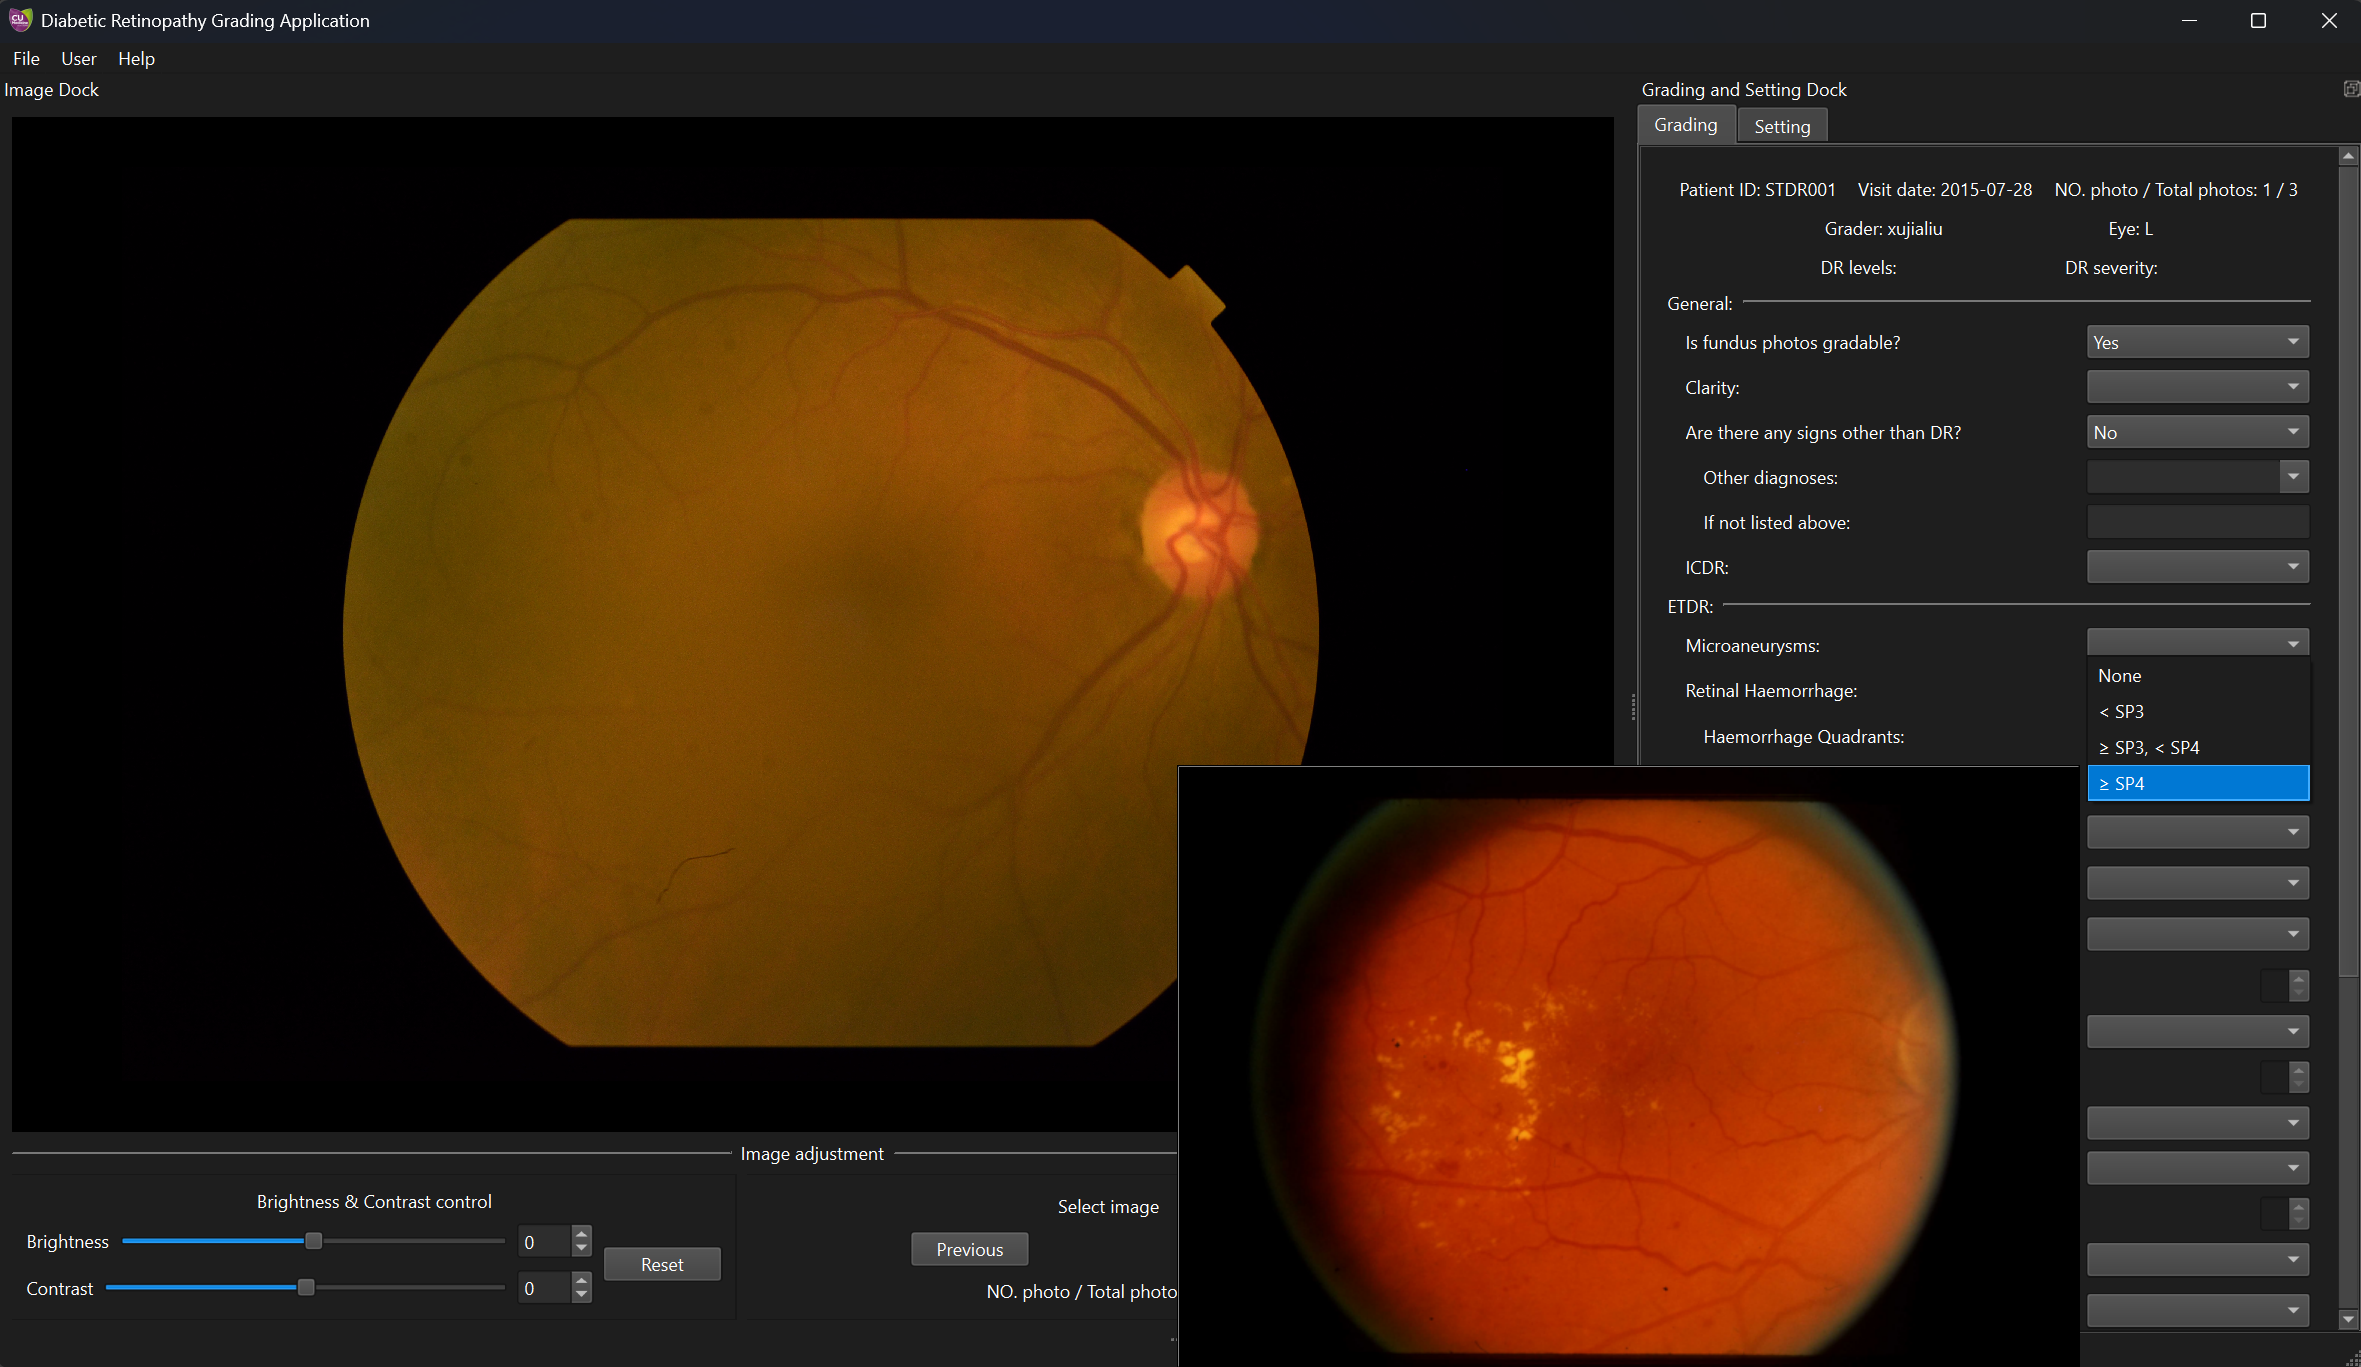 Diabetic Retinopathy Grading Application
File User Help
Image Dock
Grading and Setting Dock
Grading Setting
Patient ID: STDR001 Visit date: 2015-07-28 NO. photo / Total photos: 1 / 3
Grader: xujialiu Eye: L
DR levels: DR severity:
General:
Is fundus photos gradable? Yes
Clarity:
Are there any signs other than DR? No
Other diagnoses:
If not listed above:
ICDR:
ETDR:
Microaneurysms:
None
Retinal Haemorrhage:
< SP3
Haemorrhage Quadrants:
≥ SP3, < SP4
≥ SP4
Image adjustment
Brightness & Contrast control
Brightness 0
Contrast 0
Reset
Select image
Previous
NO. photo / Total photo